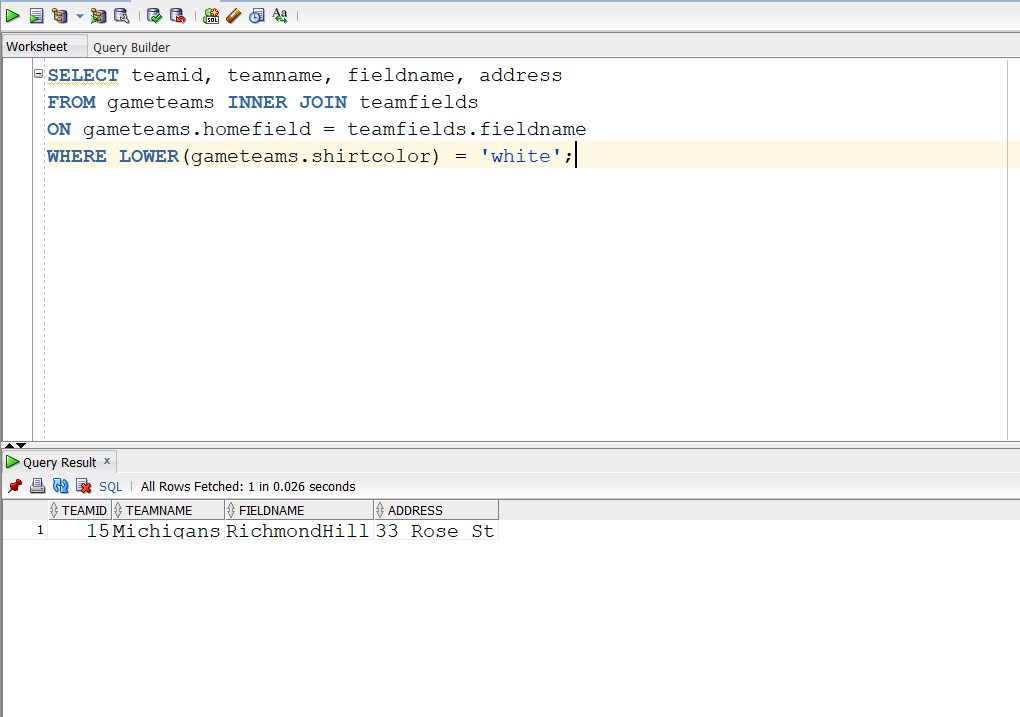 Worksheet Query Builder
SELECT teamid, teamname, fieldname, address
FROM gameteams INNER JOIN teamfields
ON gameteams.homefield = teamfields.fieldname
WHERE LOWER(gameteams.shirtcolor) = 'white';
Query Result x
SQL | All Rows Fetched: 1 in 0.026 seconds
TEAMID TEAMNAME FIELDNAME ADDRESS
1 15 Michigans RichmondHill 33 Rose St